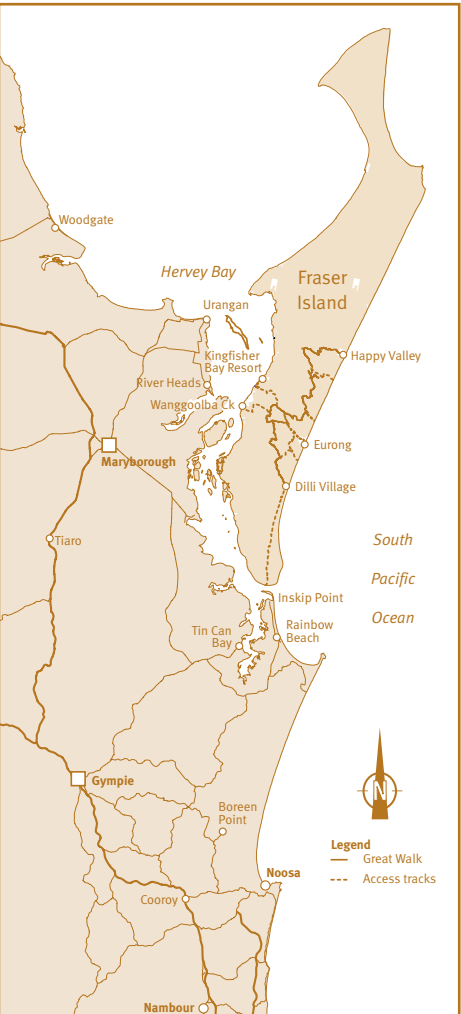 Woodgate
Hervey Bay
Fraser
Island
Urangan
Kingfisher
Bay Resort
Happy Valley
River Heads
Wanggoolba Ck
Eurong
Maryborough
Dilli Village
Tiaro
South
Pacific
Ocean
Inskip Point
Rainbow
Beach
Tin Can
Bay
N
Gympie
Boreen
Point
Legend
Great Walk
Access tracks
Noosa
Cooroy
Nambour